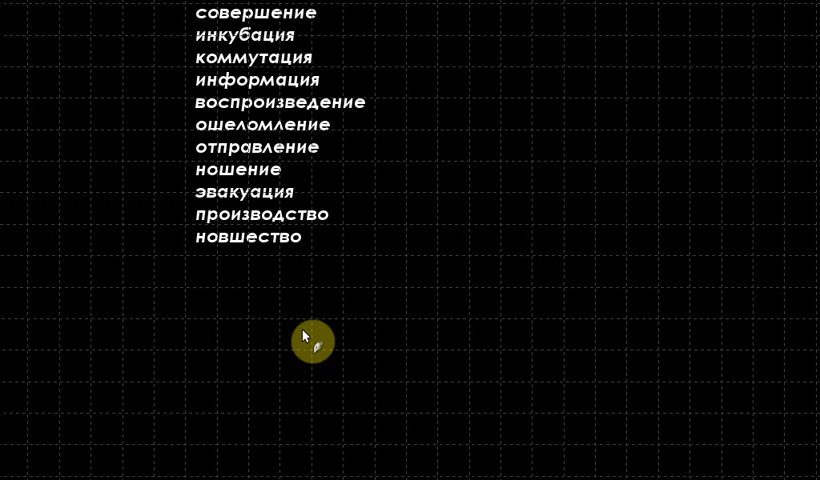 совершение
инкубация
коммутация
информация
воспроизведение
ошеломление
отправление
ношение
эвакуация
производство
новшество